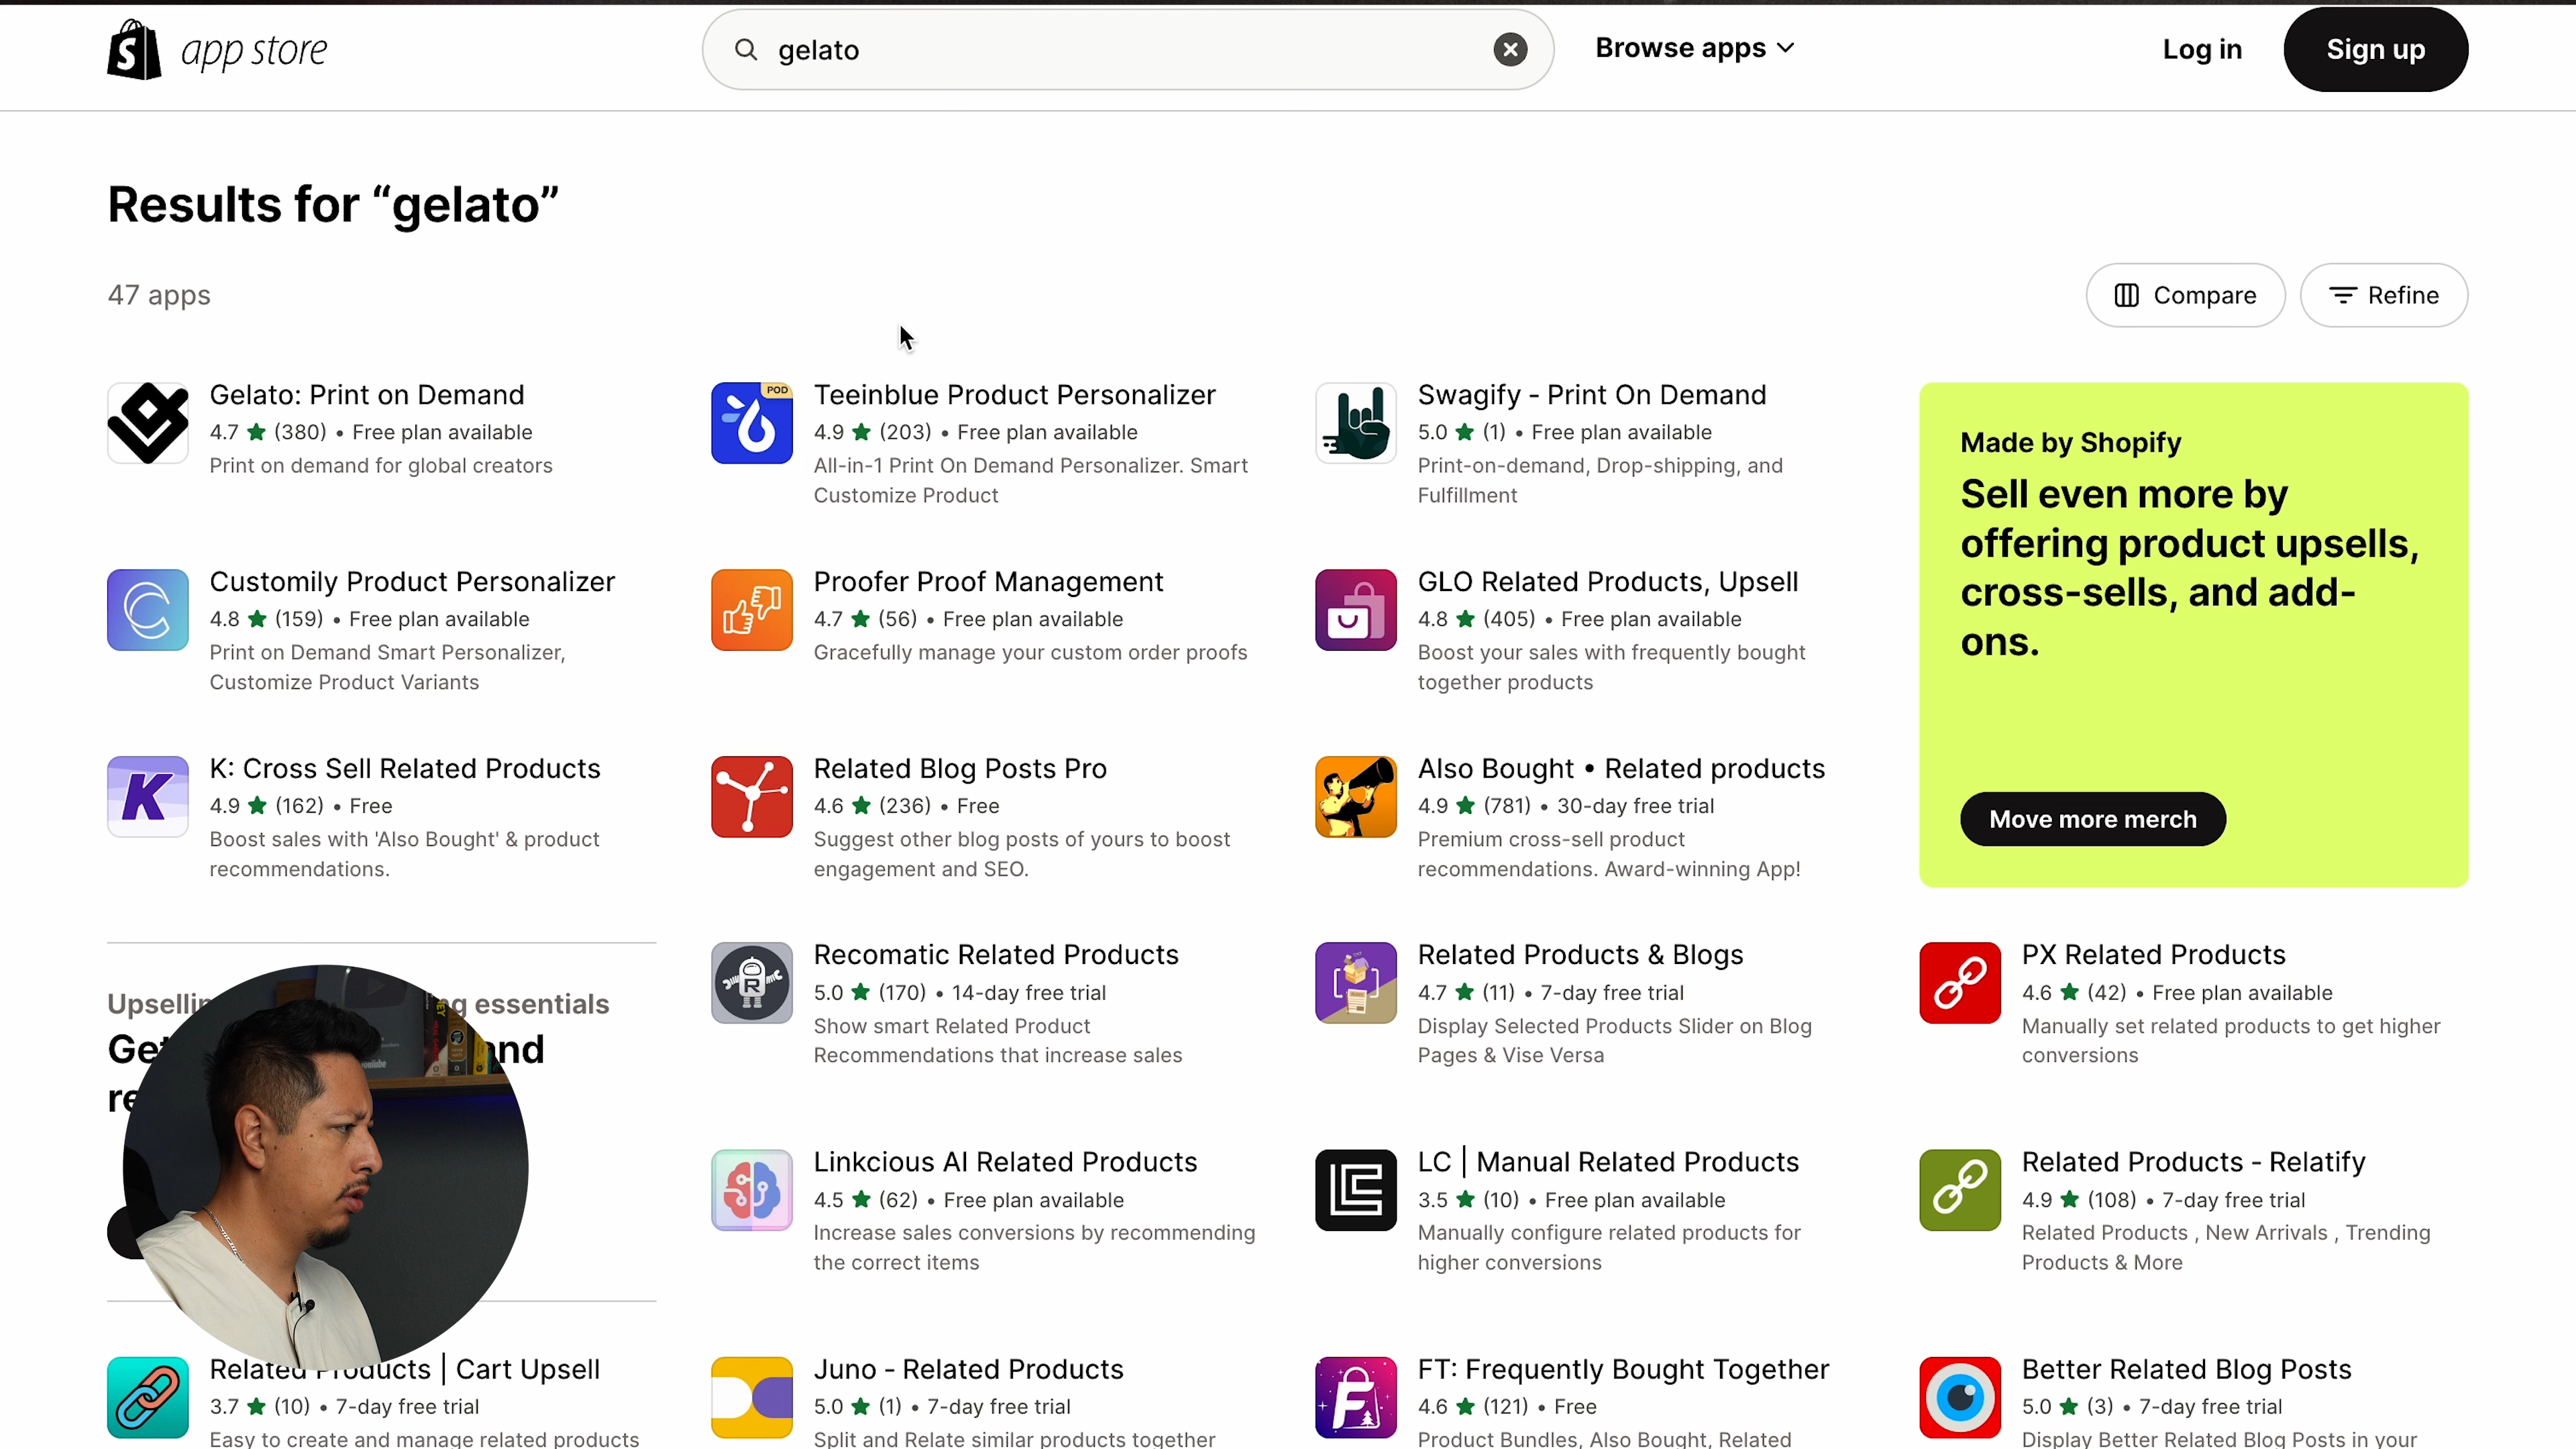 app store
gelato
Browse apps
Log in
Sign up
Results for “gelato”
47 apps
Compare
Refine
Gelato: Print on Demand
4.7 ★ (380) • Free plan available
Print on demand for global creators
POD
Teeinblue Product Personalizer
4.9 ★ (203) • Free plan available
All-in-1 Print On Demand Personalizer. Smart
Customize Product
Swagify - Print On Demand
5.0 ★ (1) • Free plan available
Print-on-demand, Drop-shipping, and
Fulfillment
Made by Shopify
Sell even more by
offering product upsells,
cross-sells, and add-
ons.
Move more merch
Customily Product Personalizer
4.8 ★ (159) • Free plan available
Print on Demand Smart Personalizer,
Customize Product Variants
Proofer Proof Management
4.7 ★ (56) • Free plan available
Gracefully manage your custom order proofs
GLO Related Products, Upsell
4.8 ★ (405) • Free plan available
Boost your sales with frequently bought
together products
K
K: Cross Sell Related Products
4.9 ★ (162) • Free
Boost sales with 'Also Bought' & product
recommendations.
Related Blog Posts Pro
4.6 ★ (236) • Free
Suggest other blog posts of yours to boost
engagement and SEO.
Also Bought • Related products
4.9 ★ (781) • 30-day free trial
Premium cross-sell product
recommendations. Award-winning App!
essentials
R
Recomatic Related Products
5.0 ★ (170) • 14-day free trial
Show smart Related Product
Recommendations that increase sales
Related Products & Blogs
4.7 ★ (11) • 7-day free trial
Display Selected Products Slider on Blog
Pages & Vise Versa
PX Related Products
4.6 ★ (42) • Free plan available
Manually set related products to get higher
conversions
Linkcious AI Related Products
4.5 ★ (62) • Free plan available
Increase sales conversions by recommending
the correct items
LC | Manual Related Products
3.5 ★ (10) • Free plan available
Manually configure related products for
higher conversions
Related Products - Relatify
4.9 ★ (108) • 7-day free trial
Related Products , New Arrivals , Trending
Products & More
Related Products | Cart Upsell
3.7 ★ (10) • 7-day free trial
Easy to create and manage related products
Juno - Related Products
5.0 ★ (1) • 7-day free trial
Split and Relate similar products together
F
FT: Frequently Bought Together
4.6 ★ (121) • Free
Product Bundles, Also Bought, Related
Better Related Blog Posts
5.0 ★ (3) • 7-day free trial
Display Better Related Blog Posts in your